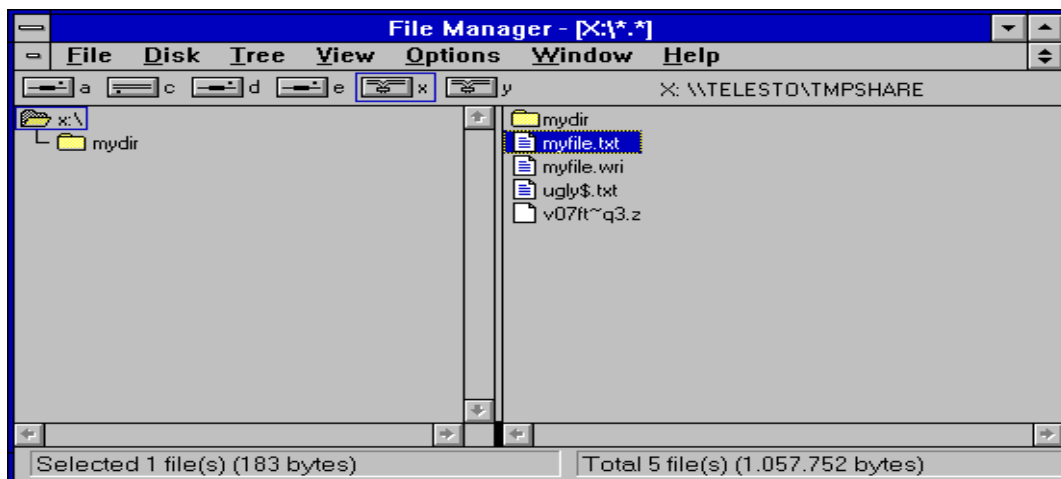 File Manager - [X:\*.*]
File Disk Tree View Options Window Help
a c d e x y X: \\TELESTO\TMPSHARE
x:\
mydir
mydir
myfile.txt
myfile.wri
ugly$.txt
v07ft~q3.z
Selected 1 file(s) (183 bytes)
Total 5 file(s) (1.057.752 bytes)